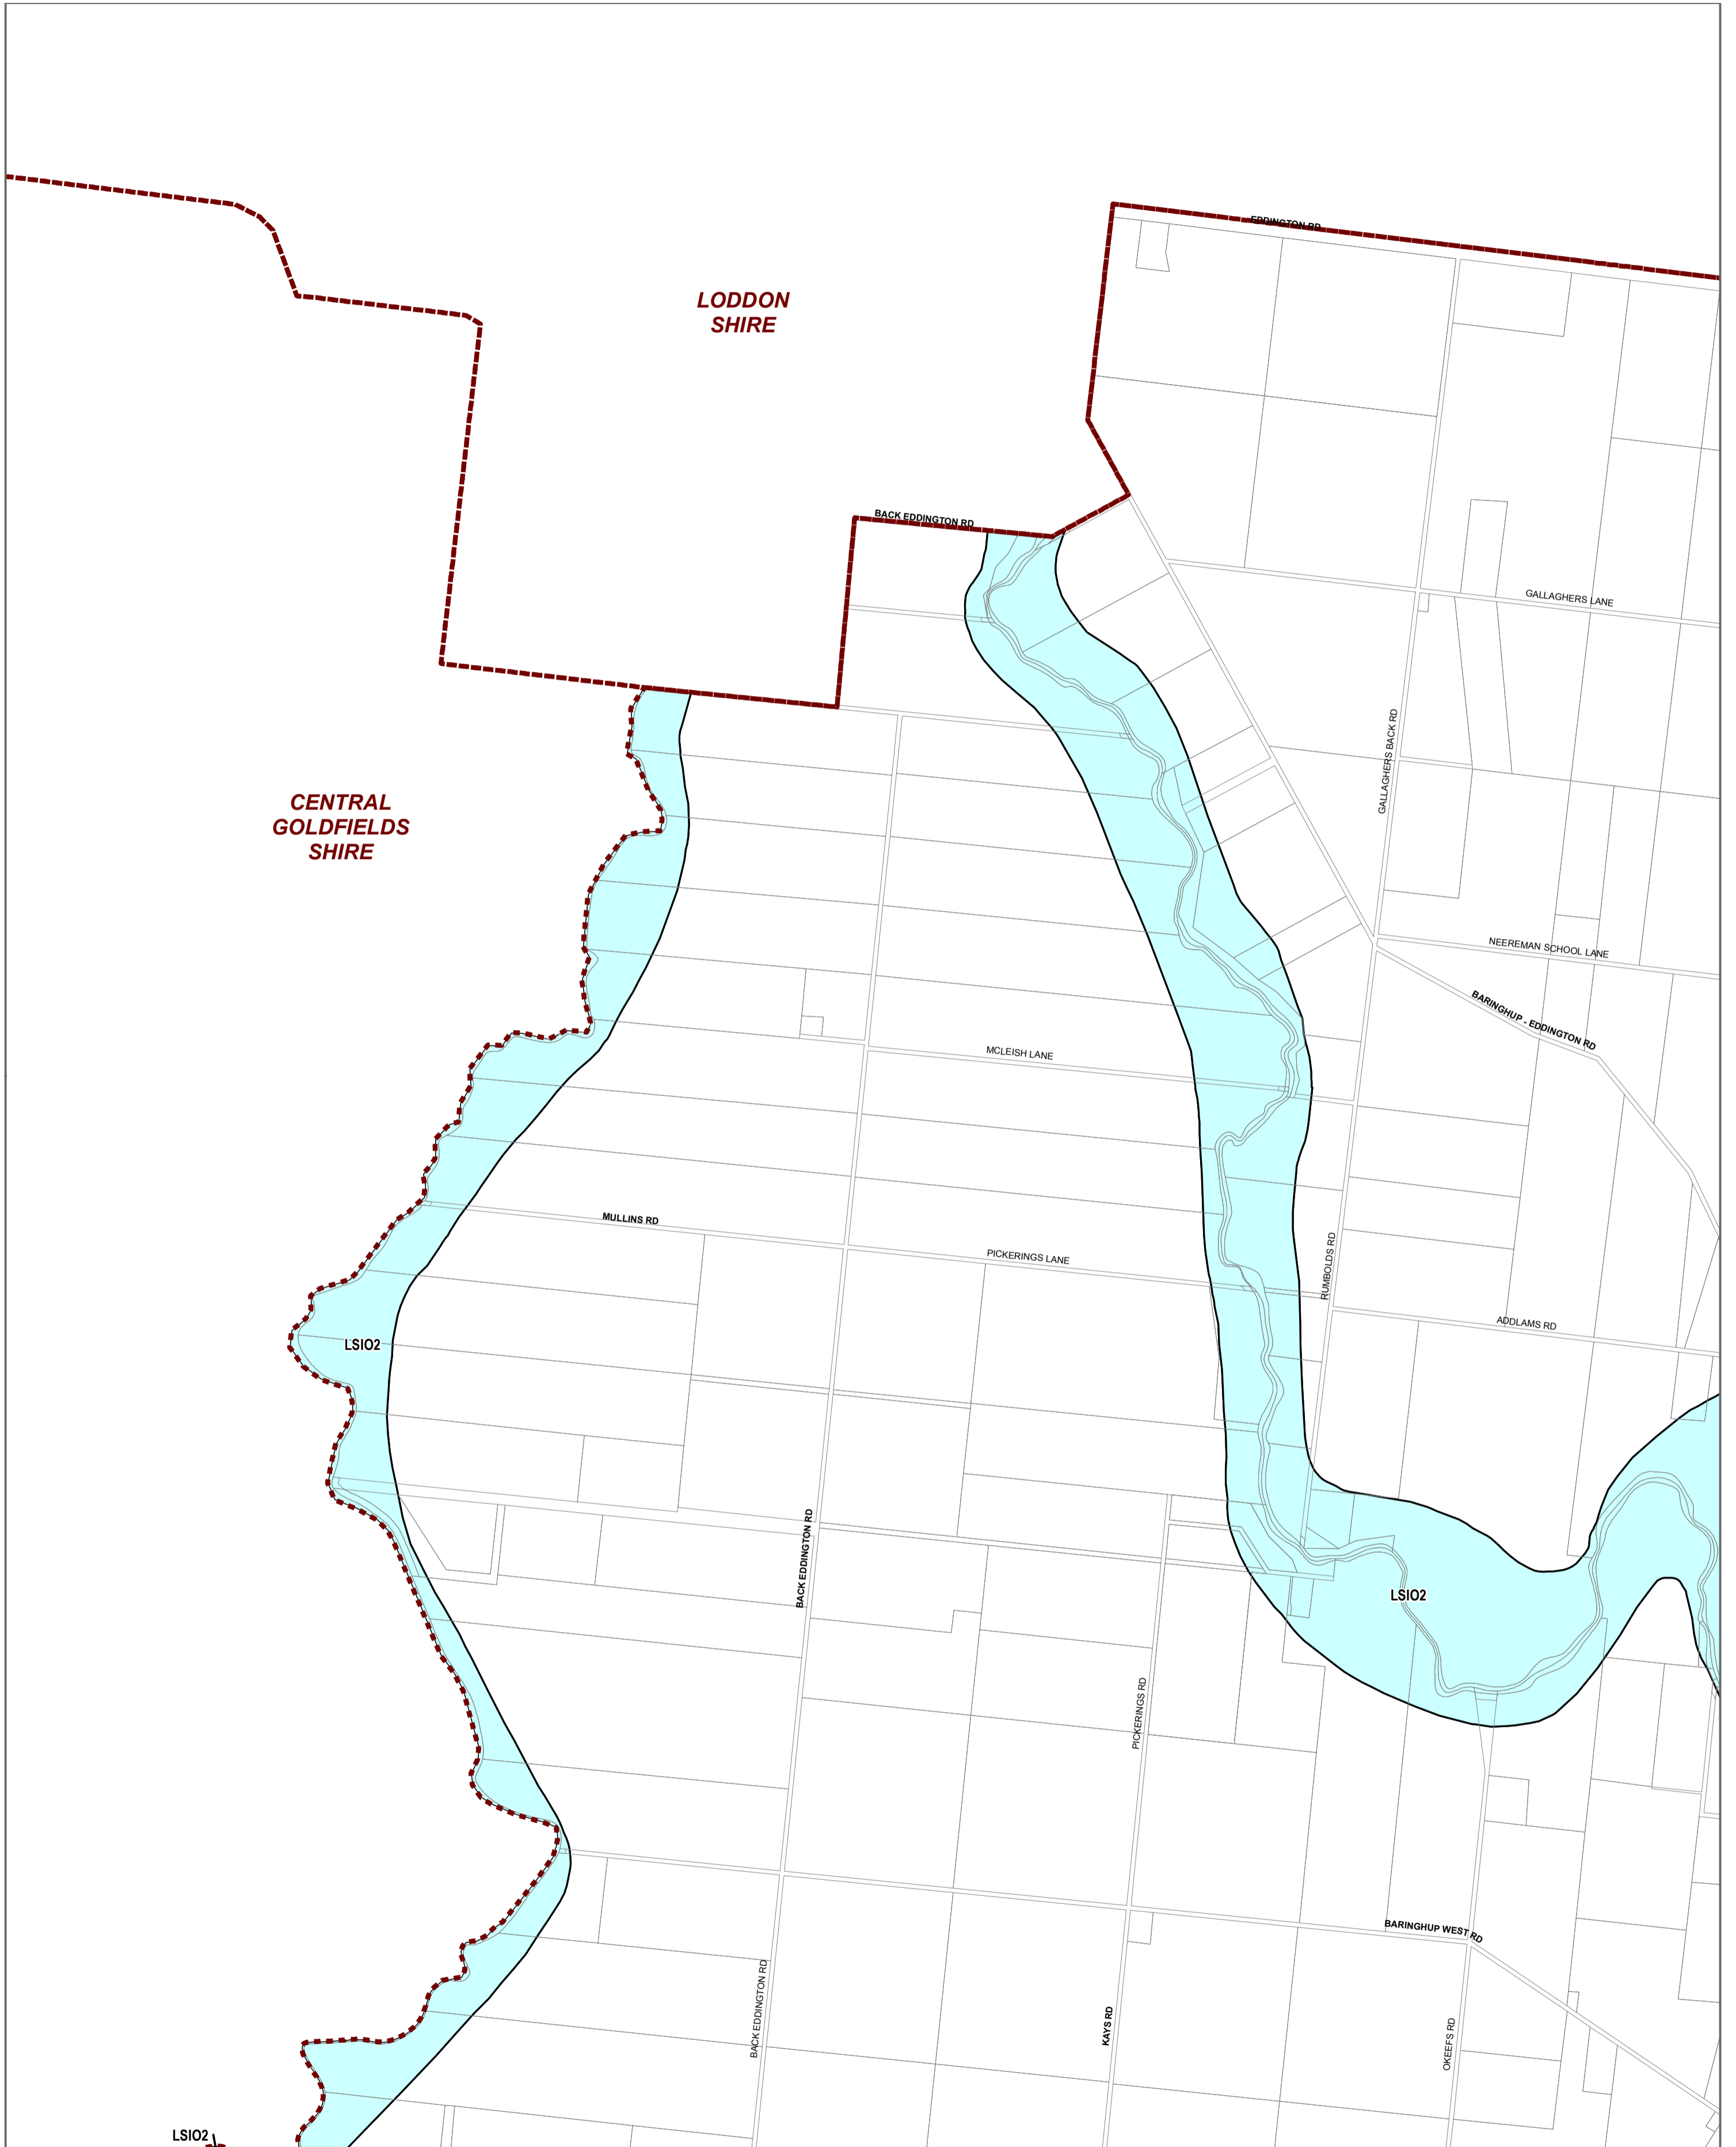 EDDINGTON RD
LODDON
SHIRE
BACK EDDINGTON RD
GALLAGHERS LANE
GALLAGHERS BACK RD
CENTRAL
GOLDFIELDS
SHIRE
NEEREMAN SCHOOL LANE
BARINGHUP - EDDINGTON RD
MCLEISH LANE
MULLINS RD
PICKERINGS LANE
RUMBOLDS RD
ADDLAMS RD
LSIO2
BACK EDDINGTON RD
LSIO2
PICKERINGS RD
BARINGHUP WEST RD
BACK EDDINGTON RD
KAYS RD
OKEEFS RD
LSIO2